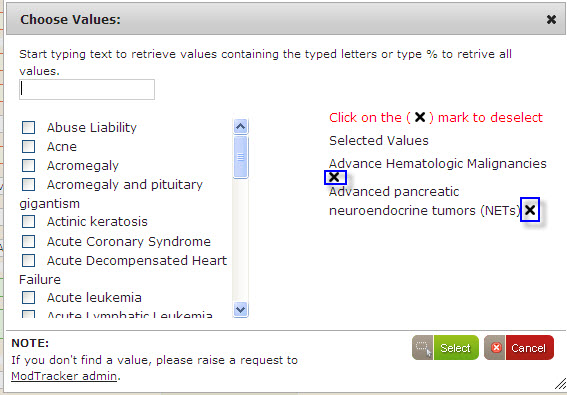 Choose Values:
Start typing text to retrieve values containing the typed letters or type % to retrive all
values.
Abuse Liability
Acne
Acromegaly
Acromegaly and pituitary
gigantism
Actinic keratosis
Acute Coronary Syndrome
Acute Decompensated Heart
Failure
Acute leukemia
Acute Lymphatic Leukemia
Click on the ( ✖ ) mark to deselect
Selected Values
Advance Hematologic Malignancies
✖
Advanced pancreatic
neuroendocrine tumors (NETs) ✖
NOTE:
If you don't find a value, please raise a request to
ModTracker admin.
Select
Cancel